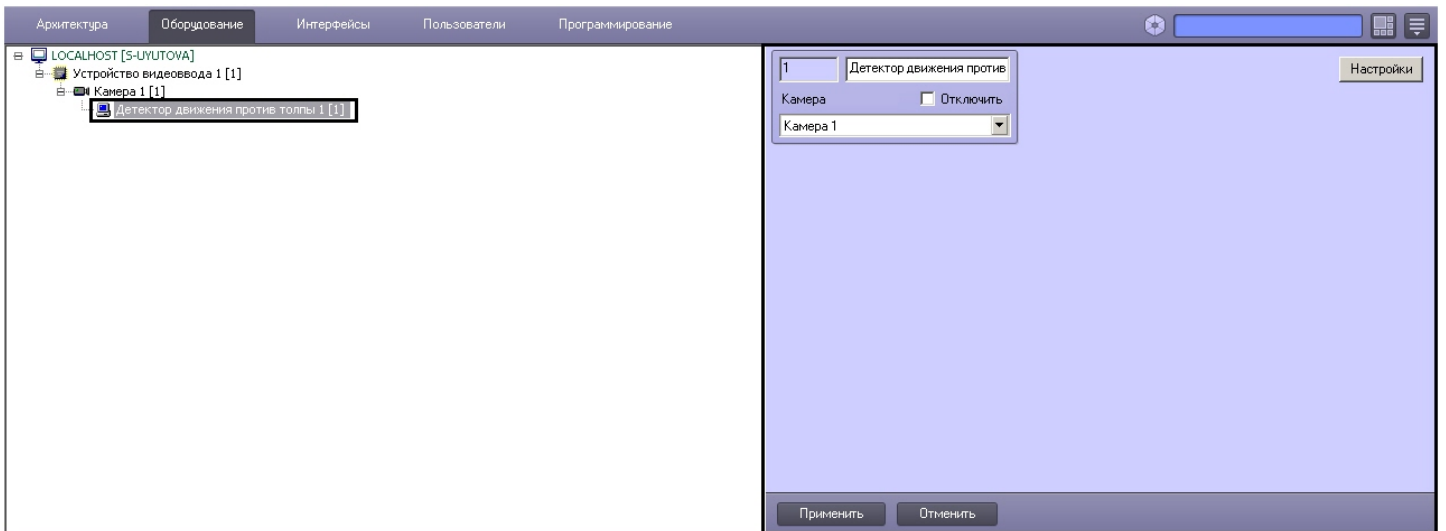 Архитектура Оборудование Интерфейсы Пользователи Программирование
LOCALHOST [S-UYUTOVA]
Устройство видеоввода 1 [1]
Камера 1 [1]
Детектор движения против толпы 1 [1]
1 Детектор движения против
Настройки
Камера Отключить
Камера 1
Применить Отменить